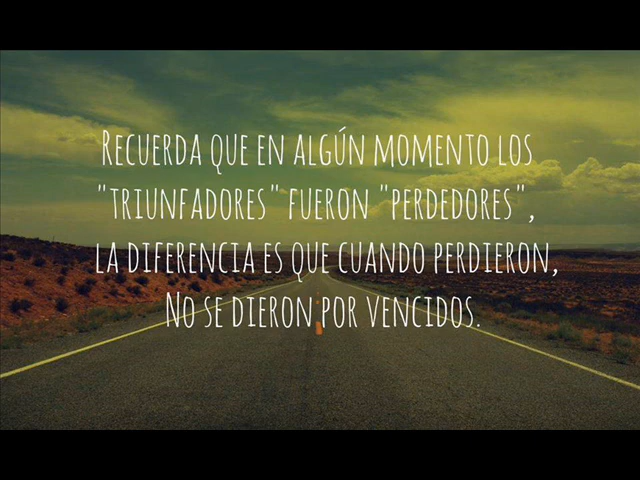 Recuerda que en algún momento los
"triunfadores" fueron "perdedores",
la diferencia es que cuando perdieron,
No se dieron por vencidos.